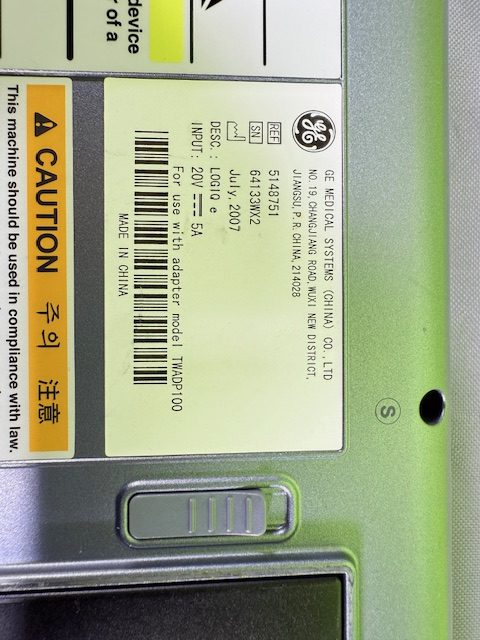 device
r of a
GE
GE MEDICAL SYSTEMS (CHINA) CO., LTD
NO. 19, CHANGJIANG ROAD, WUXI NEW DISTRICT,
JIANGSU, P. R. CHINA, 214028
REF 5148751
SN 64133WX2
July, 2007
DESC.: LOGIQ e
INPUT: 20V 5A
For use with adapter model TWADP100
MADE IN CHINA
CAUTION 주의 注意
This machine should be used in compliance with law.
S